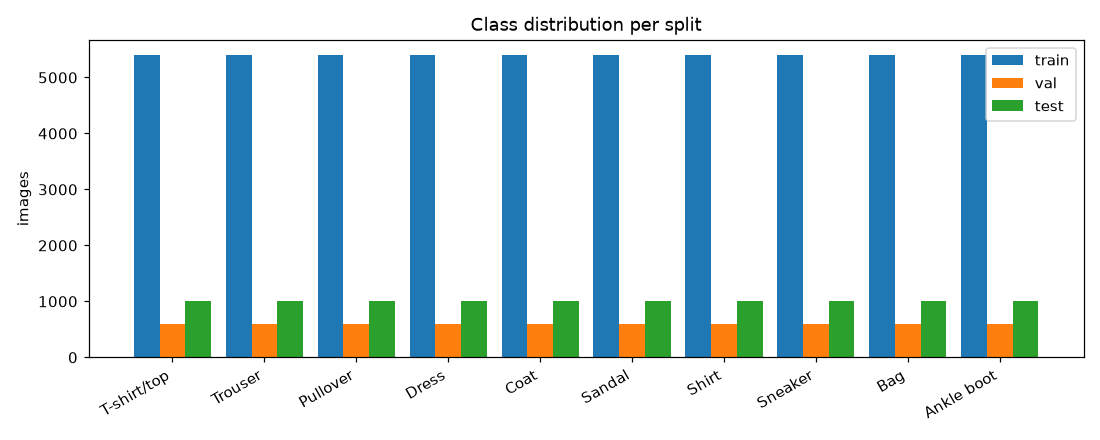 Class distribution per split
images
5000
4000
3000
2000
1000
0
train
val
test
T-shirt/top
Trouser
Pullover
Dress
Coat
Sandal
Shirt
Sneaker
Bag
Ankle boot